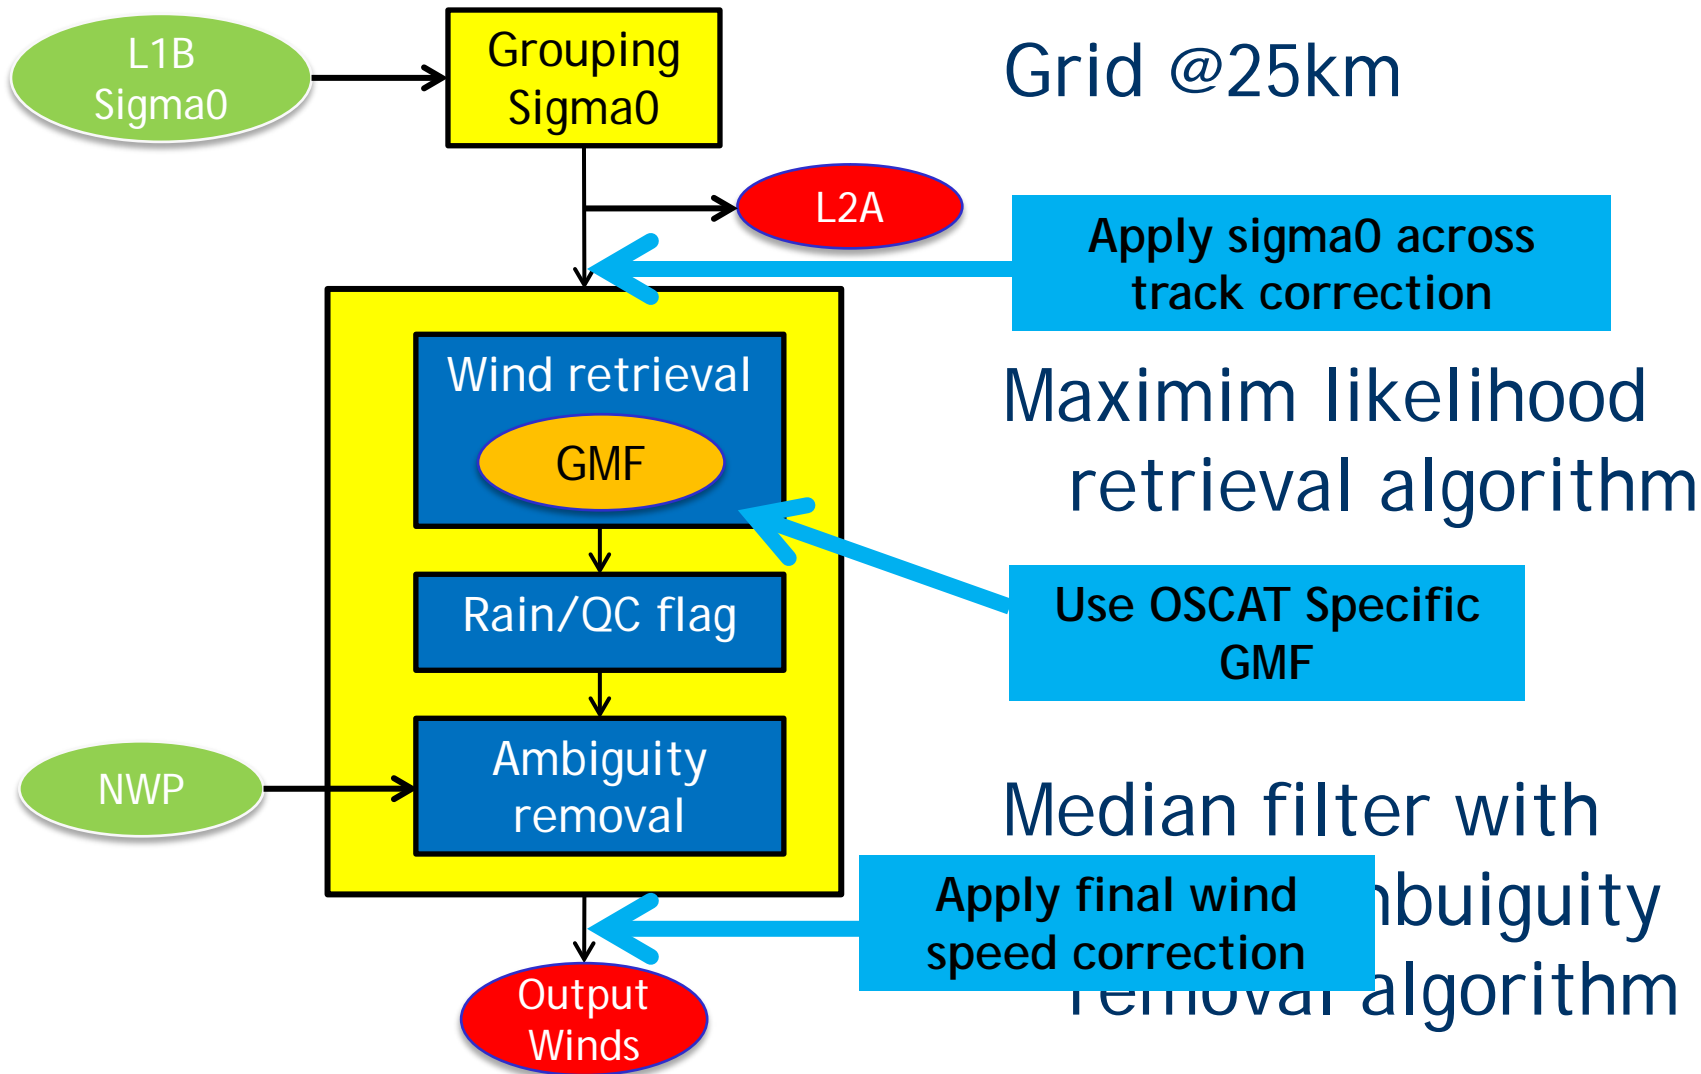 L1B
Sigma0
Grouping
Sigma0
Grid @25km
L2A
Apply sigma0 across
track correction
Wind retrieval
GMF
Maximim likelihood
retrieval algorithm
Rain/QC flag
Use OSCAT Specific
GMF
NWP
Ambiguity
removal
Median filter with
Apply final wind
speed correction
removal algorithm
Output
Winds